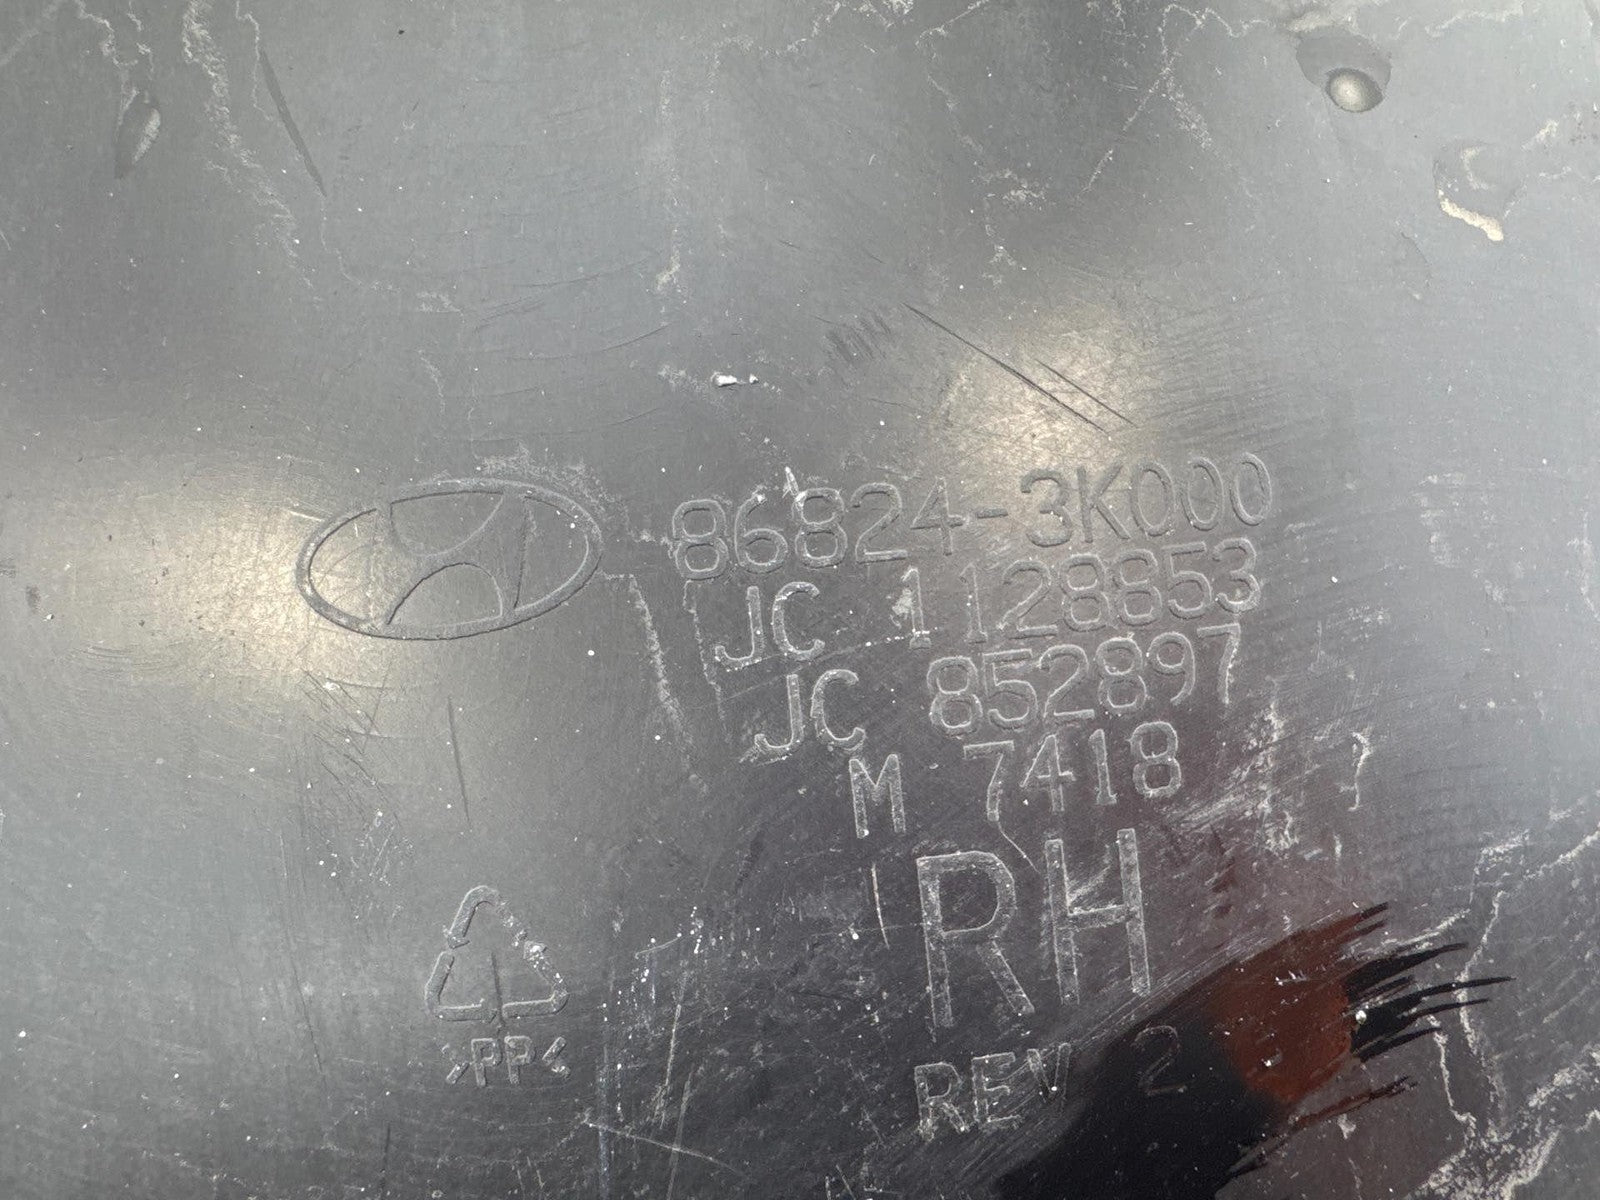 86824-3K000
JC 1128853
JC 852897
M 7418
RH
>PP<
REV 2